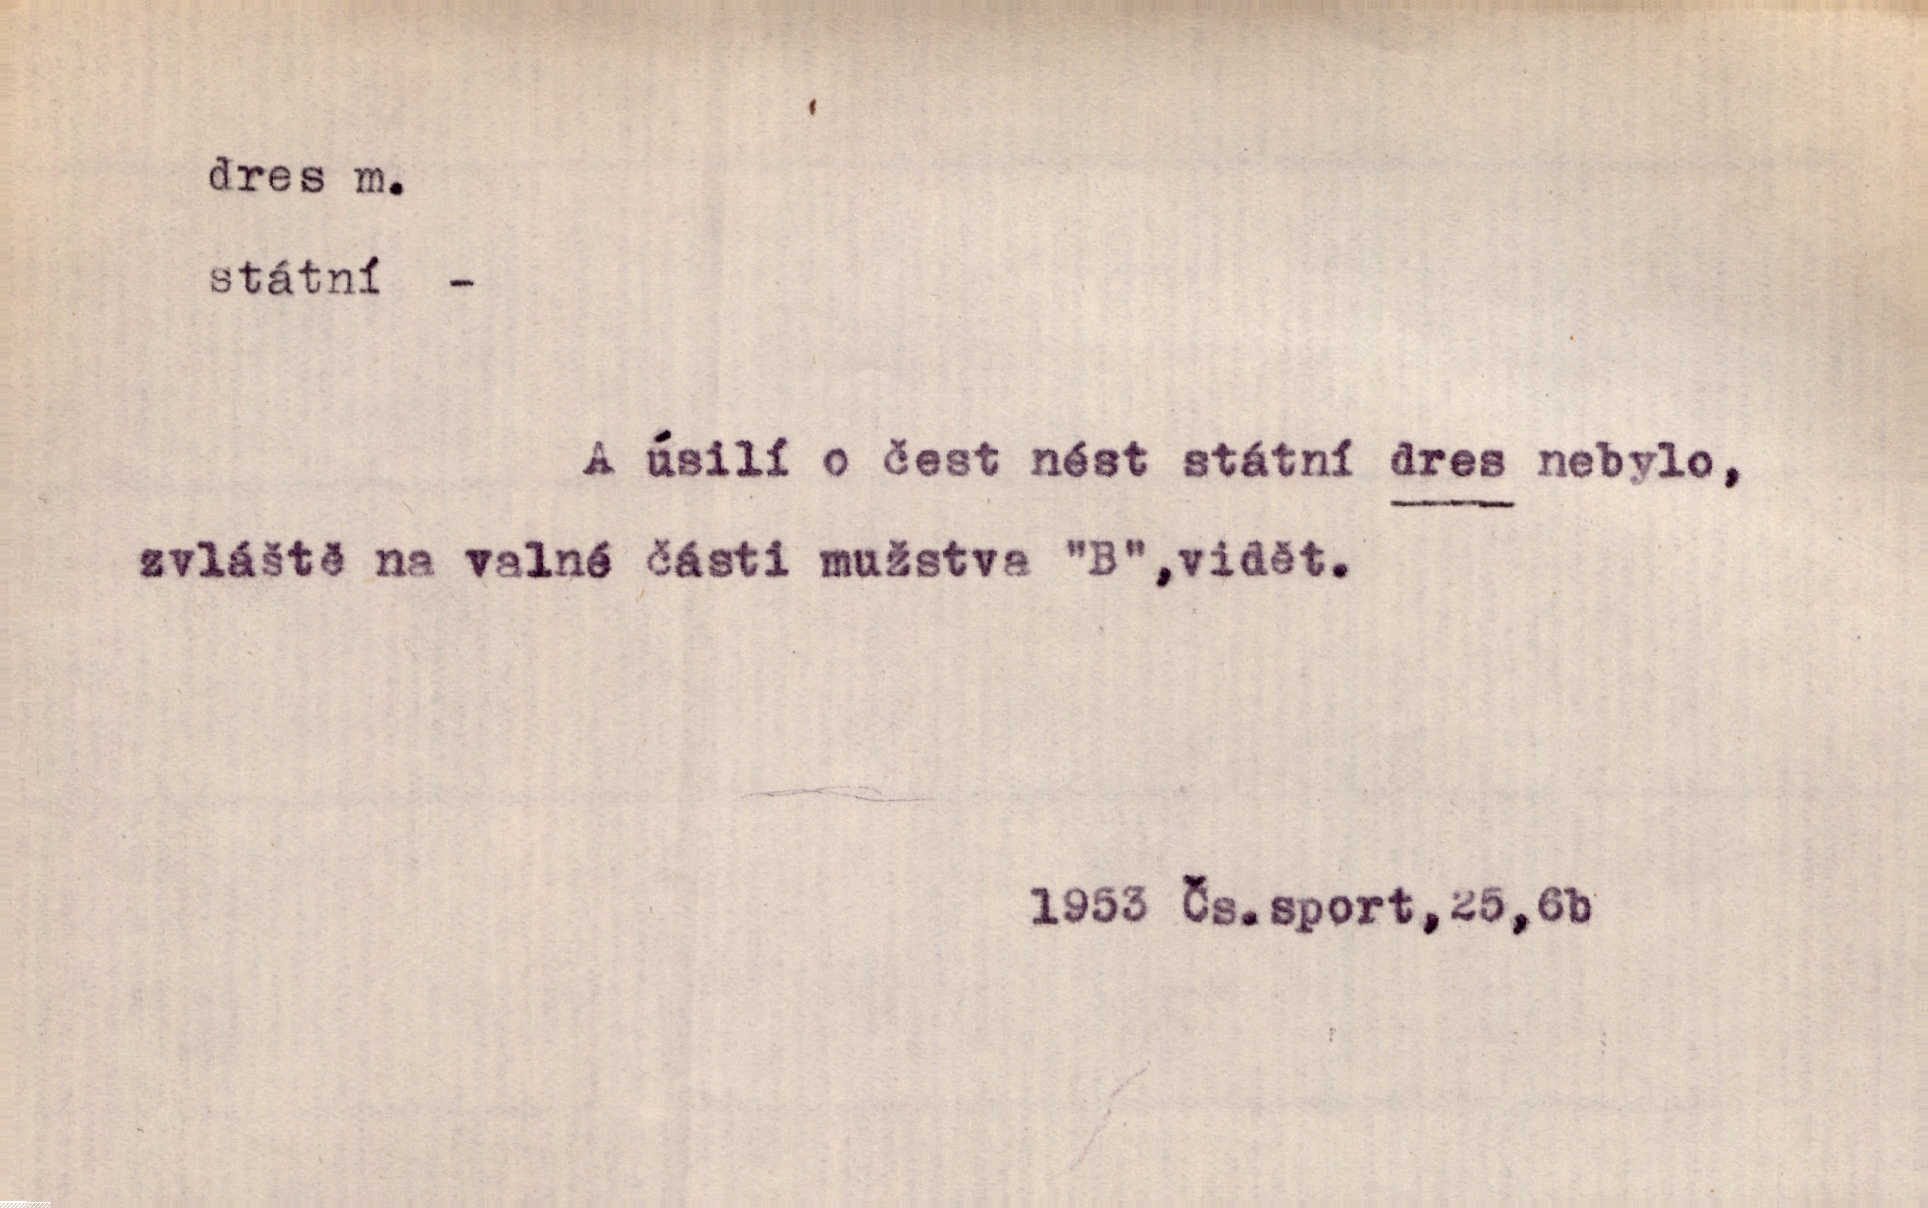 dres m.
státní -
A úsilí o čest nést státní dres nebylo,
zvláště na valné části mužstva "B",vidět.
1953 Čs.sport,25,6b